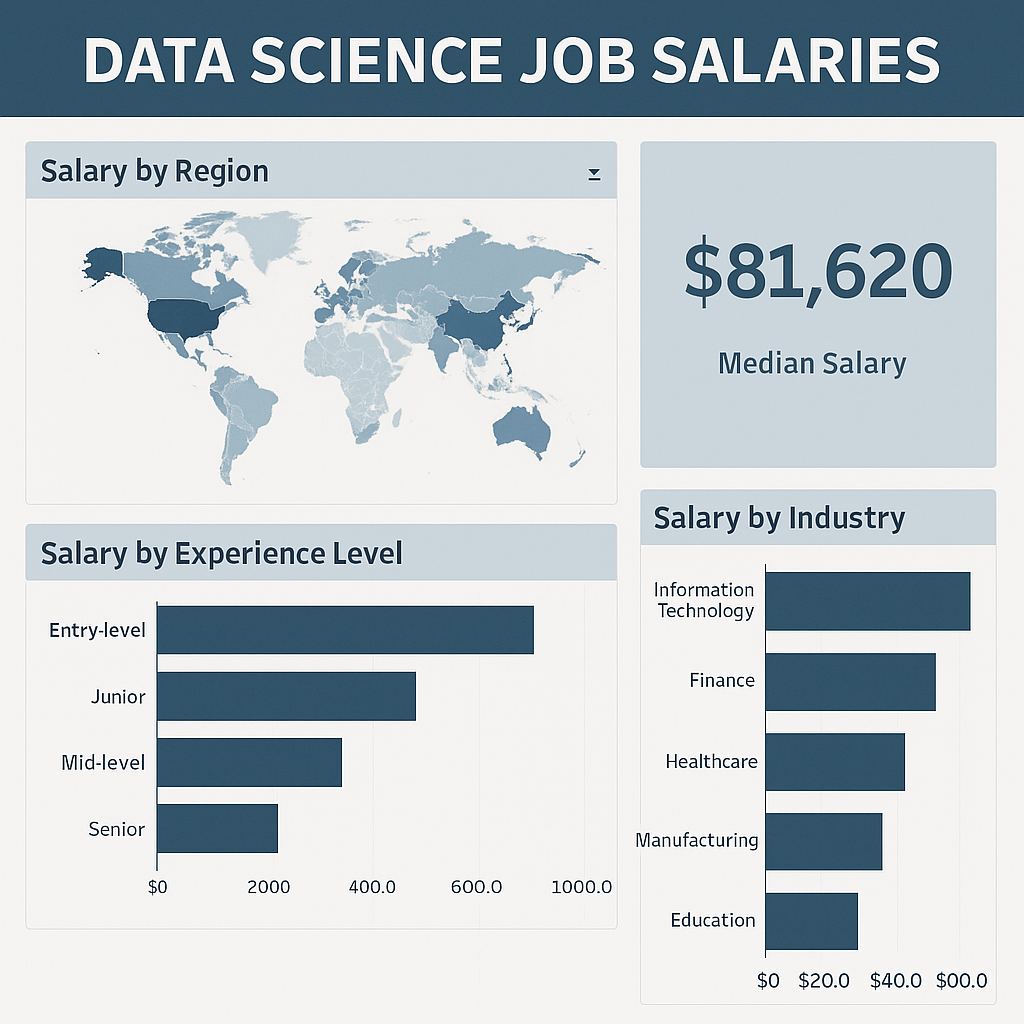 DATA SCIENCE JOB SALARIES
Salary by Region
$81,620
Median Salary
Salary by Experience Level
Entry-level
Junior
Mid-level
Senior
$0 2000 400.0 600.0 1000.0
Salary by Industry
Information
Technology
Finance
Healthcare
Manufacturing
Education
$0 $20.0 $40.0 $00.0